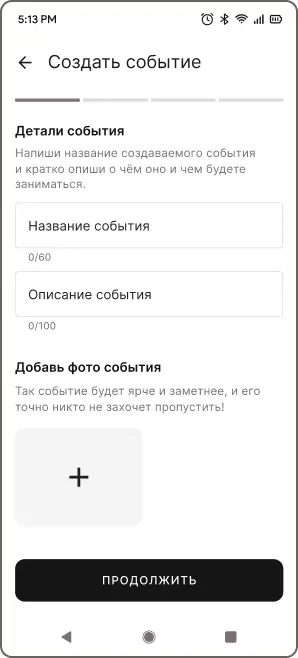 5:13 PM
Создать событие
Детали события
Напиши название создаваемого события
и кратко опиши о чём оно и чем будете
заниматься.
Название события
0/60
Описание события
0/100
Добавь фото события
Так событие будет ярче и заметнее, и его
точно никто не захочет пропустить!
ПРОДОЛЖИТЬ